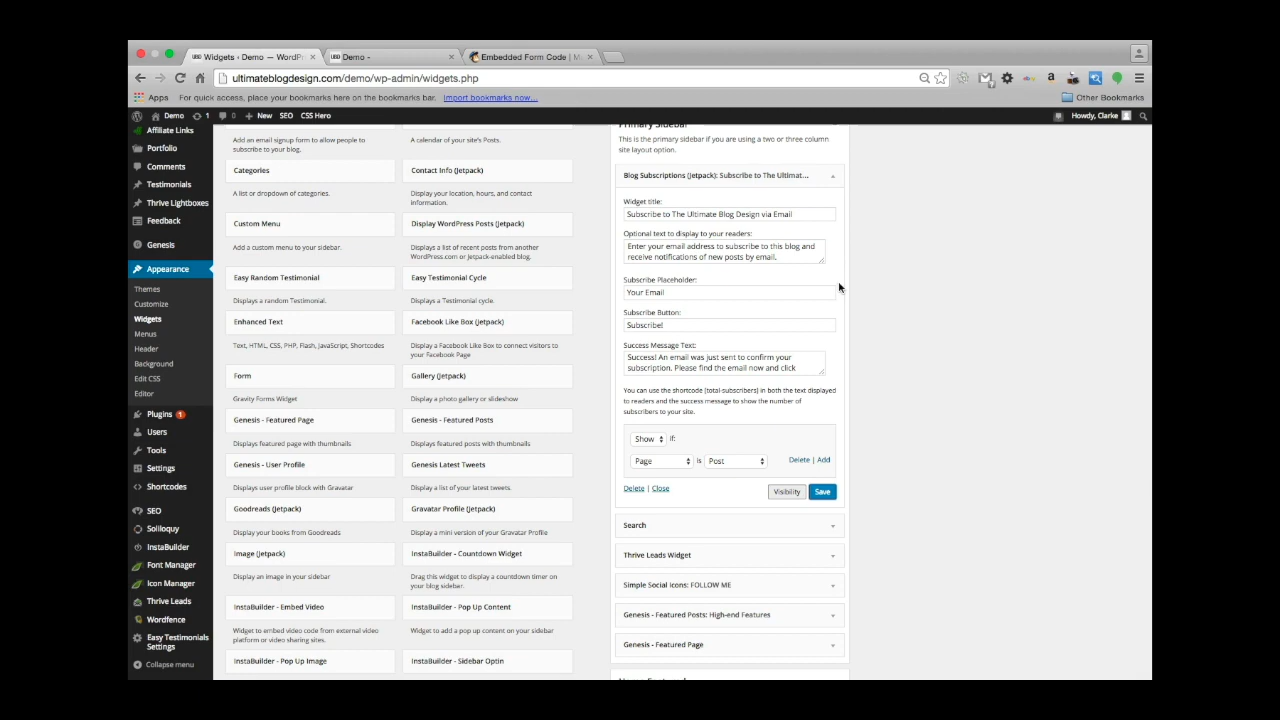 Widgets ‹ Demo — WordPr
Demo -
Embedded Form Code | M
ultimateblogdesign.com/demo/wp-admin/widgets.php
Apps For quick access, place your bookmarks here on the bookmarks bar. Import bookmarks now... Other Bookmarks
Demo 1 0 New SEO CSS Hero Howdy, Clarke
Affiliate Links
Portfolio
Comments
Testimonials
Thrive Lightboxes
Feedback
Genesis
Appearance
Themes
Customize
Widgets
Menus
Header
Background
Edit CSS
Editor
Plugins 1
Users
Tools
Settings
Shortcodes
SEO
Soliloquy
InstaBuilder
Font Manager
Icon Manager
Thrive Leads
Wordfence
Easy Testimonials
Settings
Collapse menu
Add an email signup form to allow people to
subscribe to your blog.
Categories
A list or dropdown of categories.
Custom Menu
Add a custom menu to your sidebar.
Easy Random Testimonial
Displays a random Testimonial.
Enhanced Text
Text, HTML, CSS, PHP, Flash, JavaScript, Shortcodes
Form
Gravity Forms Widget
Genesis - Featured Page
Displays featured page with thumbnails
Genesis - User Profile
Displays user profile block with Gravatar
Goodreads (Jetpack)
Display your books from Goodreads
Image (Jetpack)
Display an image in your sidebar
InstaBuilder - Embed Video
Widget to embed video code from external video
platform or video sharing sites.
InstaBuilder - Pop Up Image
A calendar of your site's Posts.
Contact Info (Jetpack)
Display your location, hours, and contact
information.
Display WordPress Posts (Jetpack)
Displays a list of recent posts from another
WordPress.com or Jetpack-enabled blog.
Easy Testimonial Cycle
Displays a Testimonial cycle.
Facebook Like Box (Jetpack)
Display a Facebook Like Box to connect visitors to
your Facebook Page
Gallery (Jetpack)
Display a photo gallery or slideshow
Genesis - Featured Posts
Displays featured posts with thumbnails
Genesis Latest Tweets
Display a list of your latest tweets.
Gravatar Profile (Jetpack)
Display a mini version of your Gravatar Profile
InstaBuilder - Countdown Widget
Drag this widget to display a countdown timer on
your blog sidebar.
InstaBuilder - Pop Up Content
Widget to add a pop up content on your sidebar
InstaBuilder - Sidebar Optin
Primary Sidebar
This is the primary sidebar if you are using a two or three column
site layout option.
Blog Subscriptions (Jetpack): Subscribe to The Ultimat...
Widget title:
Subscribe to The Ultimate Blog Design via Email
Optional text to display to your readers:
Enter your email address to subscribe to this blog and
receive notifications of new posts by email.
Subscribe Placeholder:
Your Email
Subscribe Button:
Subscribe!
Success Message Text:
Success! An email was just sent to confirm your
subscription. Please find the email now and click
You can use the shortcode [total-subscribers] in both the text displayed
to readers and the success message to show the number of
subscribers to your site.
Show if:
Page is Post Delete | Add
Delete | Close Visibility Save
Search
Thrive Leads Widget
Simple Social Icons: FOLLOW ME
Genesis - Featured Posts: High-end Features
Genesis - Featured Page